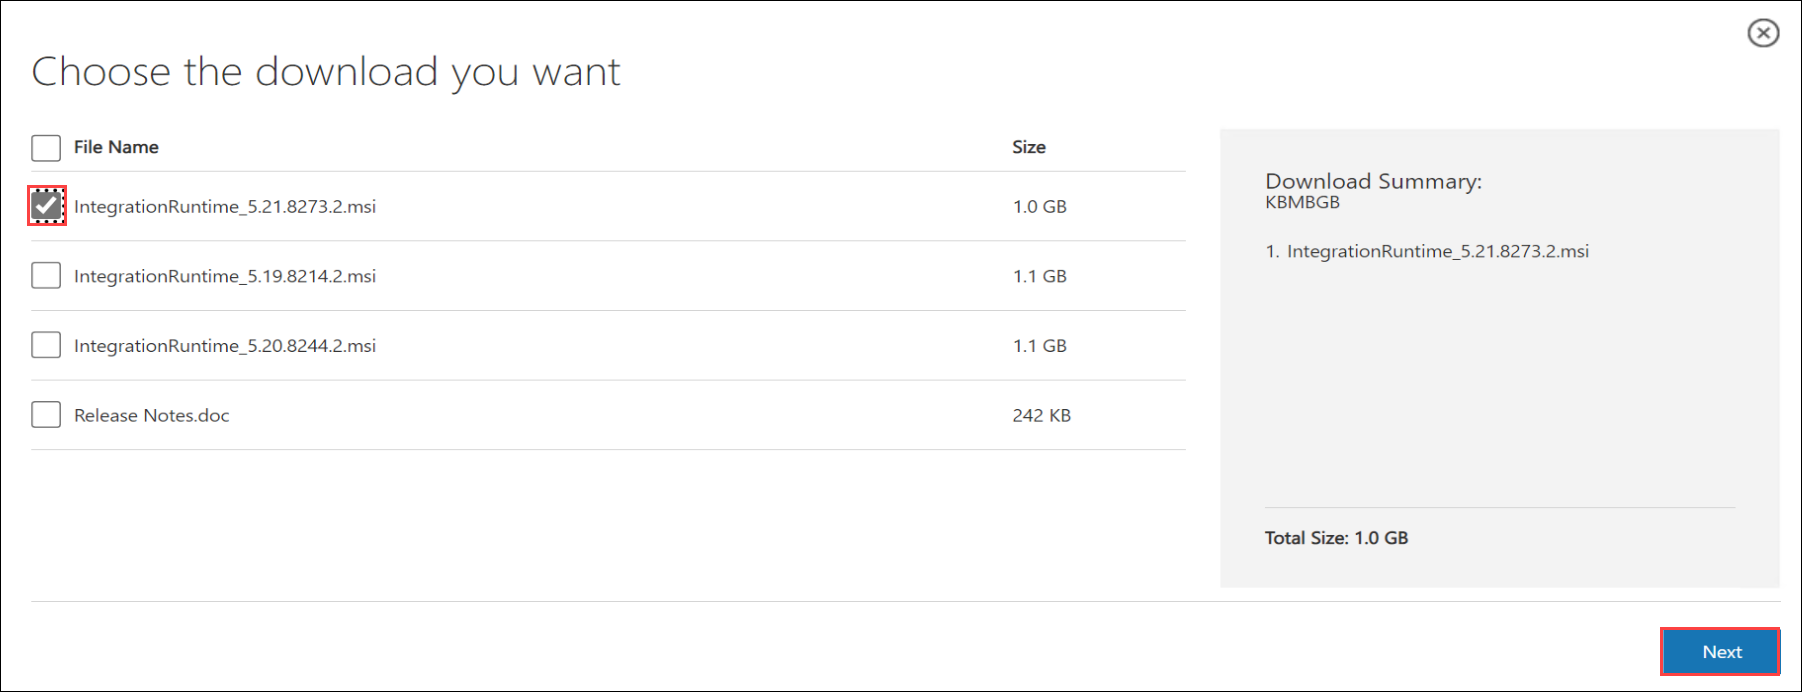 Choose the download you want
File Name Size
IntegrationRuntime_5.21.8273.2.msi 1.0 GB
IntegrationRuntime_5.19.8214.2.msi 1.1 GB
IntegrationRuntime_5.20.8244.2.msi 1.1 GB
Release Notes.doc 242 KB
Download Summary:
KBMBGB
1. IntegrationRuntime_5.21.8273.2.msi
Total Size: 1.0 GB
Next